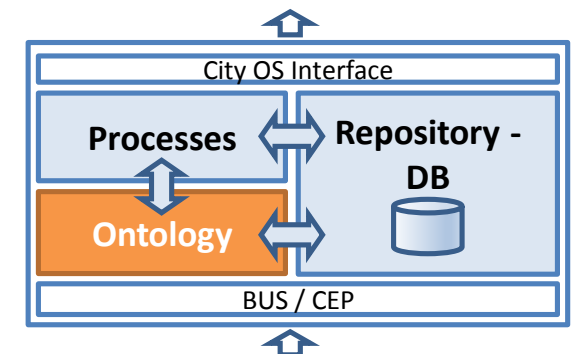 City OS Interface
Processes
Repository -
DB
Ontology
BUS / CEP